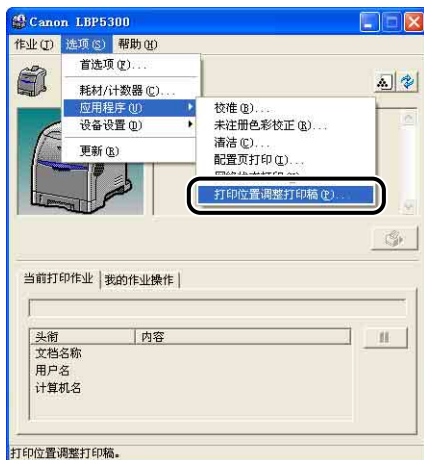 Canon LBP5300
作业(J) 选项(S) 帮助(H)
首选项(P)...
耗材/计数器(C)...
应用程序(U)
设备设置(D)
更新(R)
校准(B)...
未注册色彩校正(R)...
清洁(C)...
配置页打印(I)...
打印位置调整打印稿(P)...
当前打印作业 我的作业操作
头衔 内容
文档名称
用户名
计算机名
打印位置调整打印稿。